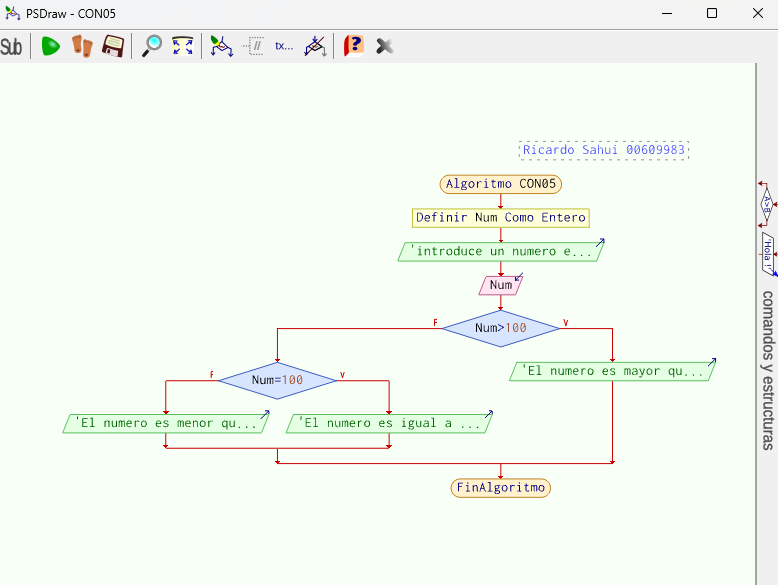 PSDraw - CON05
Sub
//
tx...
?
Ricardo Sahui 00609983
Algoritmo CON05
Definir Num Como Entero
'introduce un numero e...
Num
Num>100
F
V
'El numero es mayor qu...
Num=100
F
V
'El numero es menor qu...
'El numero es igual a ...
FinAlgoritmo
A>B
"Hola !"
comandos y estructuras